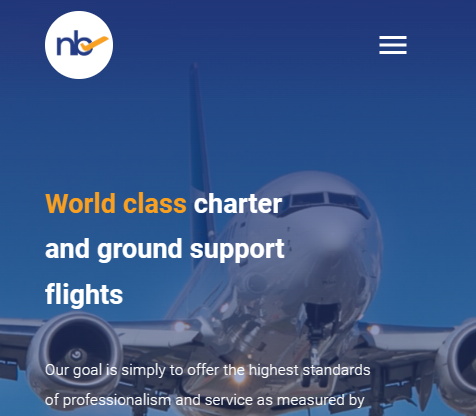 nb
World class charter
and ground support
flights
Our goal is simply to offer the highest standards
of professionalism and service as measured by